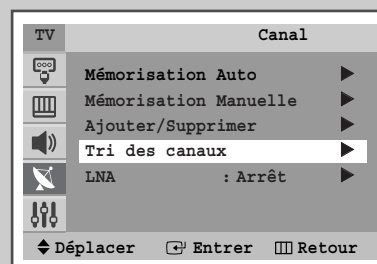 TV Canal
Mémorisation Auto
Mémorisation Manuelle
Ajouter/Supprimer
Tri des canaux
LNA : Arrêt
Déplacer Entrer Retour